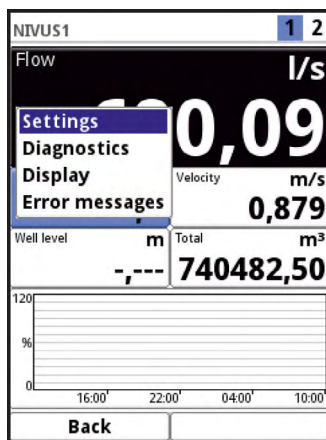 NIVUS1 1 2
Flow l/s
0,09
Settings
Diagnostics
Display
Error messages
Velocity m/s
0,879
Well level m
-,---
Total m³
740482,50
120
%
0
16:00 22:00 04:00 10:00
Back